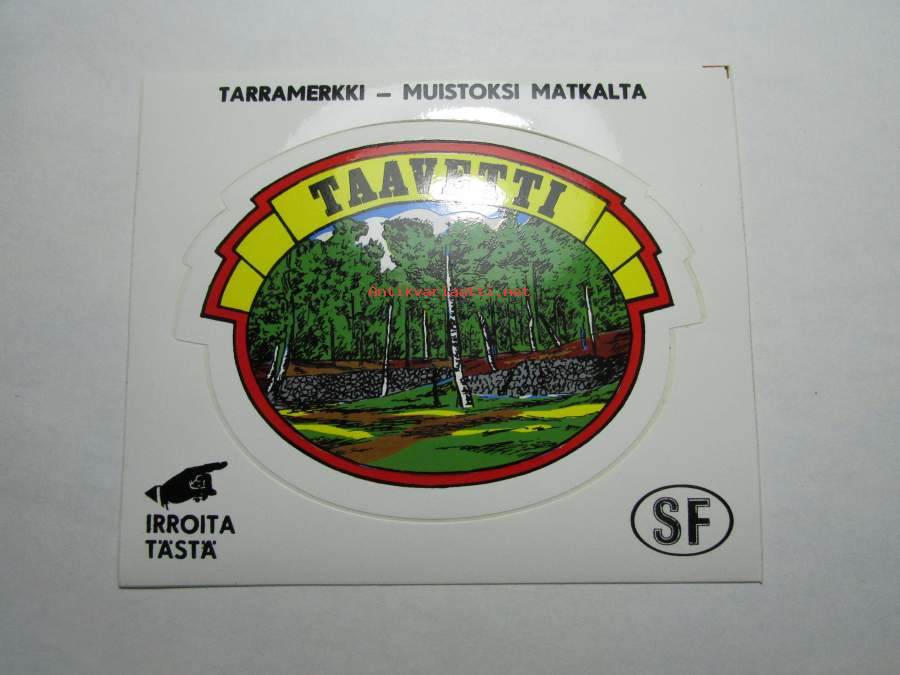 TARRAMERKKI – MUISTOKSI MATKALTA
TAAVETTI
Antikvariaatti.net
IRROITA
TÄSTÄ
SF